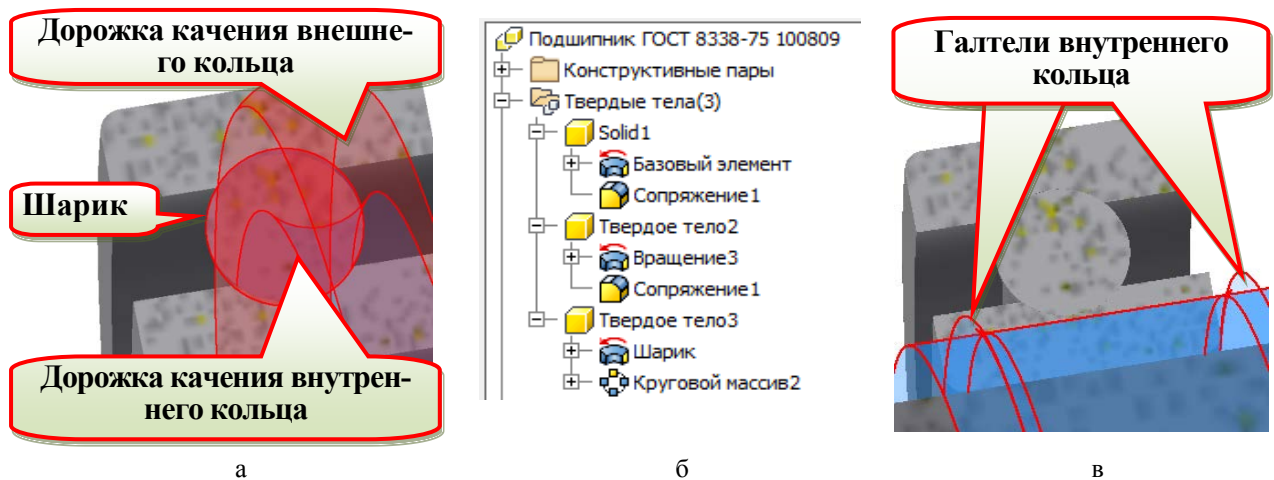 Дорожка качения внешне-
го кольца
Шарик
Дорожка качения внутрен-
него кольца
Подшипник ГОСТ 8338-75 100809
Конструктивные пары
Твердые тела(3)
Solid1
Базовый элемент
Сопряжение1
Твердое тело2
Вращение3
Сопряжение1
Твердое тело3
Шарик
Круговой массив2
Галтели внутреннего
кольца
а
б
в